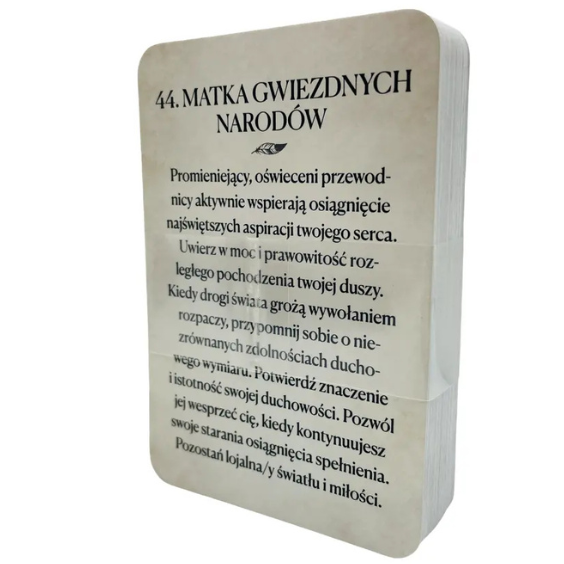 44. MATKA GWIEZDNYCH
NARODÓW
Promieniejący, oświeceni przewod-
nicy aktywnie wspierają osiągnięcie
najświętszych aspiracji twojego serca.
Uwierz w moc i prawowitość roz-
ległego pochodzenia twojej duszy.
Kiedy drogi świata grożą wywołaniem
rozpaczy, przypomnij sobie o nie-
zrównanych zdolnościach ducho-
wego wymiaru. Potwierdź znaczenie
i istotność swojej duchowości. Pozwól
jej wesprzeć cię, kiedy kontynuujesz
swoje starania osiągnięcia spełnienia.
Pozostań lojalna/y światłu i miłości.